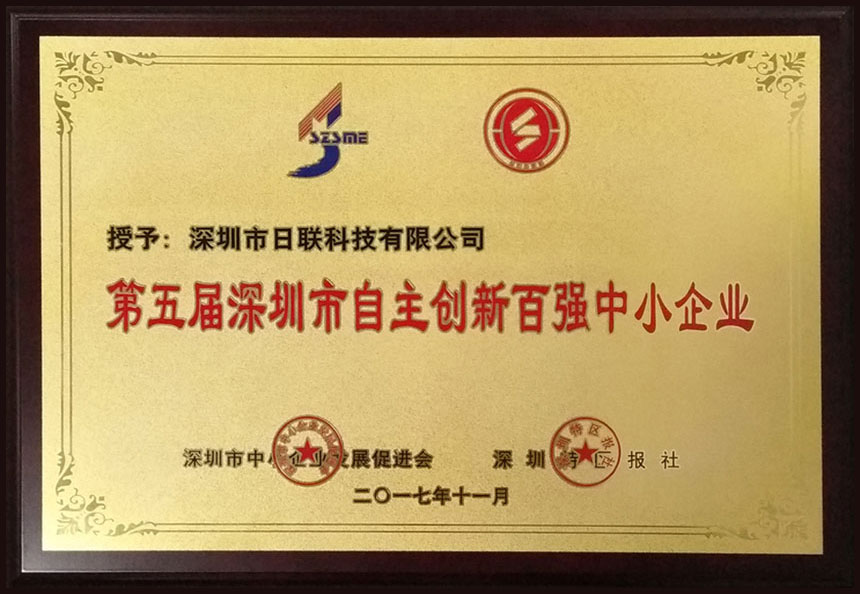 SZSME
授予：深圳市日联科技有限公司
第五届深圳市自主创新百强中小企业
深圳市中小企业发展促进会 深圳特区报社
二〇一七年十一月